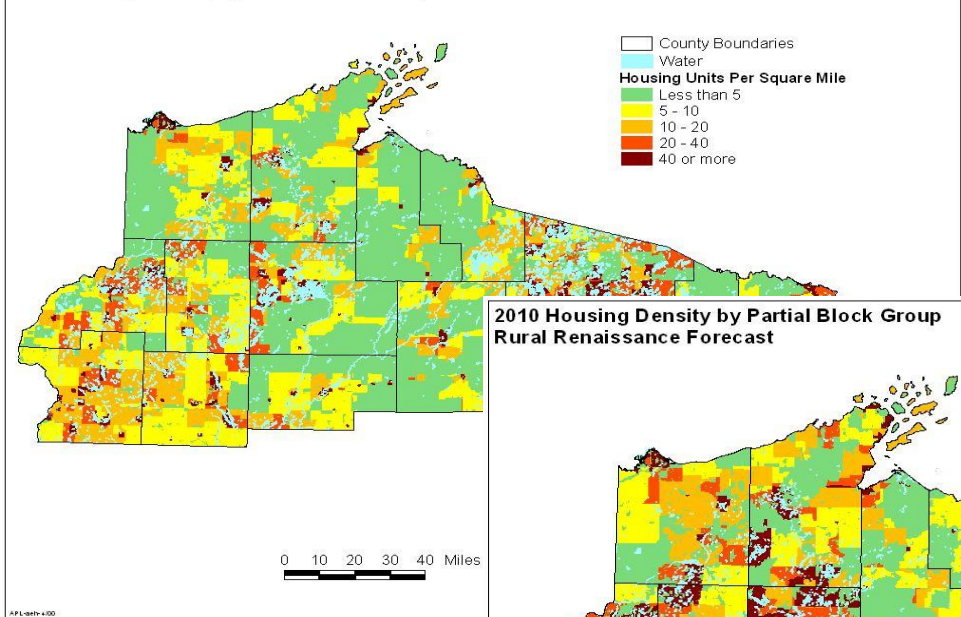 County Boundaries
Water
Housing Units Per Square Mile
Less than 5
5 - 10
10 - 20
20 - 40
40 or more
2010 Housing Density by Partial Block Group
Rural Renaissance Forecast
0 10 20 30 40 Miles